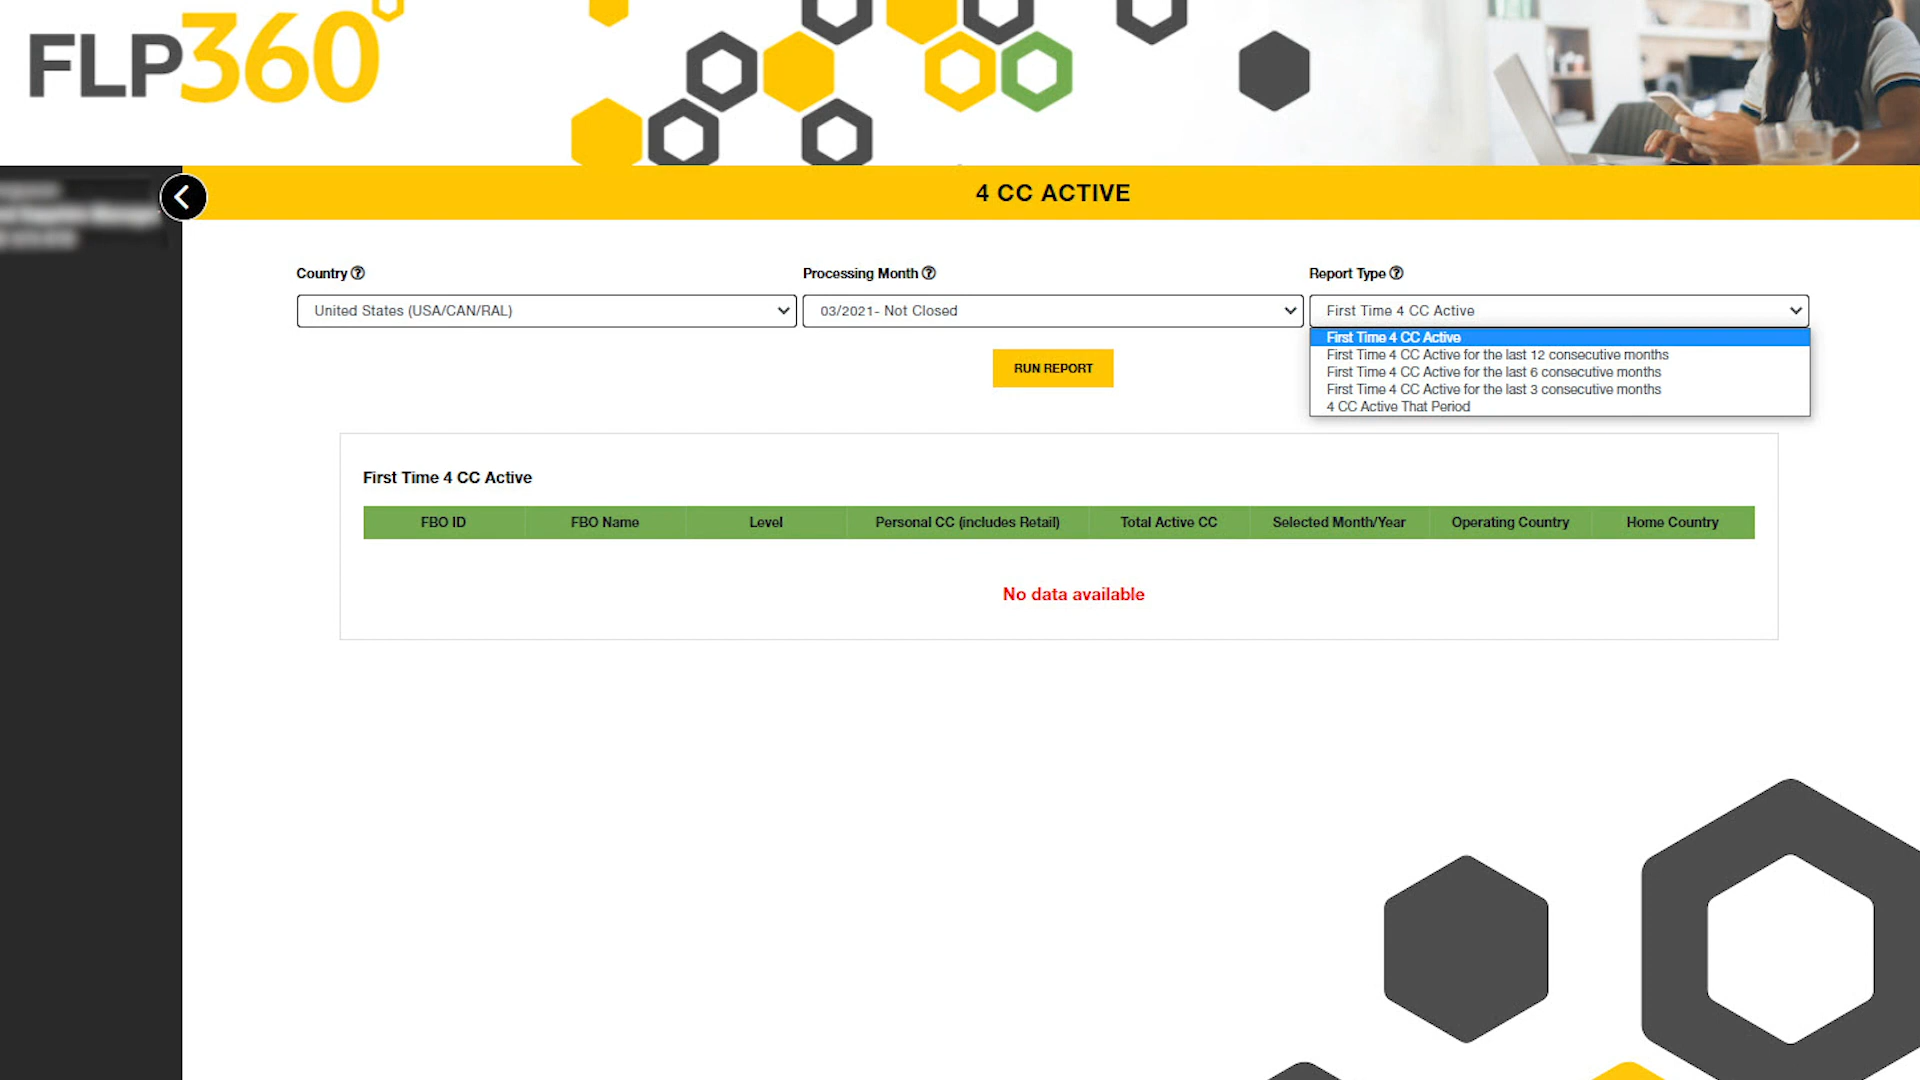 FLP360
4 CC ACTIVE
Country ?
Processing Month ?
Report Type ?
United States (USA/CAN/RAL)
03/2021- Not Closed
First Time 4 CC Active
First Time 4 CC Active
First Time 4 CC Active for the last 12 consecutive months
First Time 4 CC Active for the last 6 consecutive months
First Time 4 CC Active for the last 3 consecutive months
4 CC Active That Period
RUN REPORT
First Time 4 CC Active
FBO ID FBO Name Level Personal CC (includes Retail) Total Active CC Selected Month/Year Operating Country Home Country
No data available